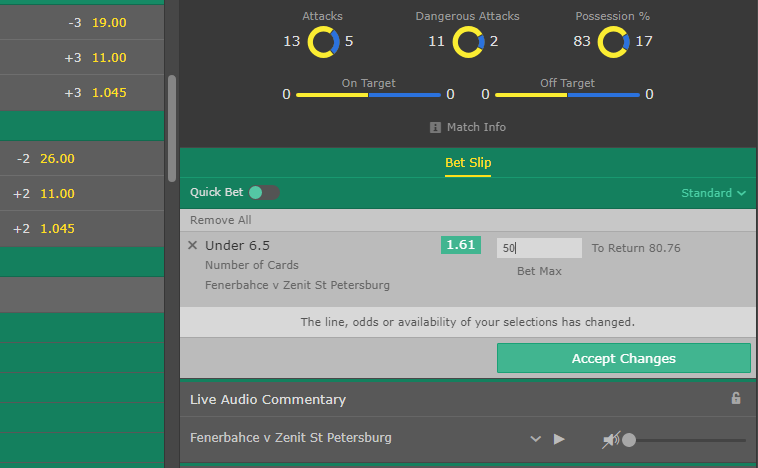 -3 19.00
+3 11.00
+3 1.045
-2 26.00
+2 11.00
+2 1.045
Attacks Dangerous Attacks Possession %
13 5 11 2 83 17
On Target Off Target
0 0 0 0
Match Info
Bet Slip
Quick Bet Standard
Remove All
Under 6.5 1.61 50 To Return 80.76
Number of Cards Bet Max
Fenerbahce v Zenit St Petersburg
The line, odds or availability of your selections has changed.
Accept Changes
Live Audio Commentary
Fenerbahce v Zenit St Petersburg